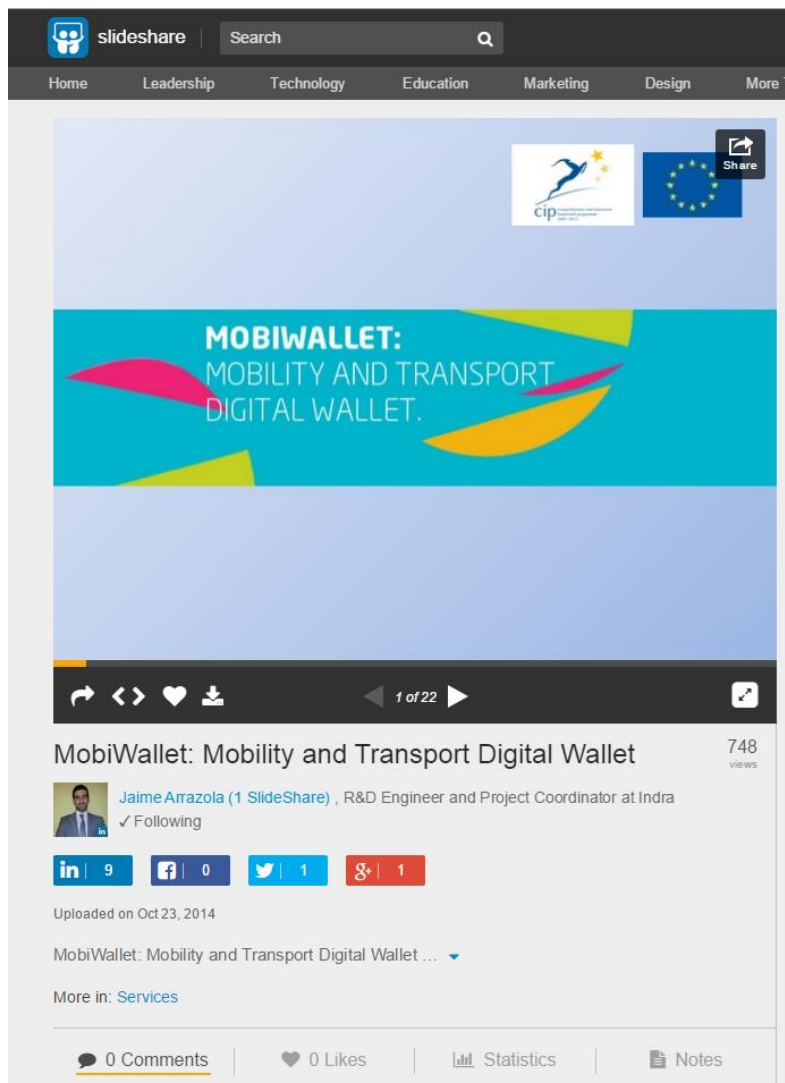 slideshare Search
Home Leadership Technology Education Marketing Design More
Share
cip
MOBIWALLET:
MOBILITY AND TRANSPORT
DIGITAL WALLET.
1 of 22
MobiWallet: Mobility and Transport Digital Wallet 748
views
Jaime Arrazola (1 SlideShare) , R&D Engineer and Project Coordinator at Indra
✓ Following
in
in 9 f 0 1 g+ 1
Uploaded on Oct 23, 2014
MobiWallet: Mobility and Transport Digital Wallet ...
More in: Services
0 Comments 0 Likes Statistics Notes